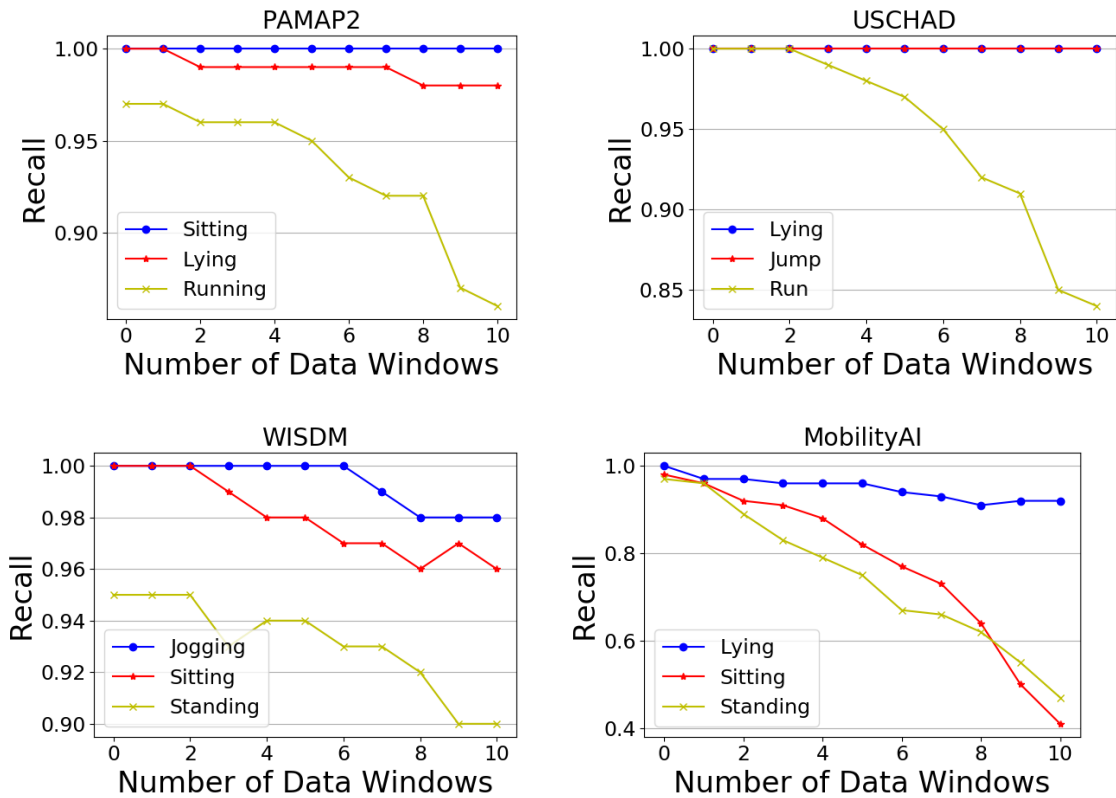 PAMAP2
1.00
0.95
0.90
Recall
Sitting
Lying
Running
0 2 4 6 8 10
Number of Data Windows
USCHAD
1.00
0.95
0.90
0.85
Recall
Lying
Jump
Run
0 2 4 6 8 10
Number of Data Windows
WISDM
1.00
0.98
0.96
0.94
0.92
0.90
Recall
Jogging
Sitting
Standing
0 2 4 6 8 10
Number of Data Windows
MobilityAI
1.0
0.8
0.6
0.4
Recall
Lying
Sitting
Standing
0 2 4 6 8 10
Number of Data Windows